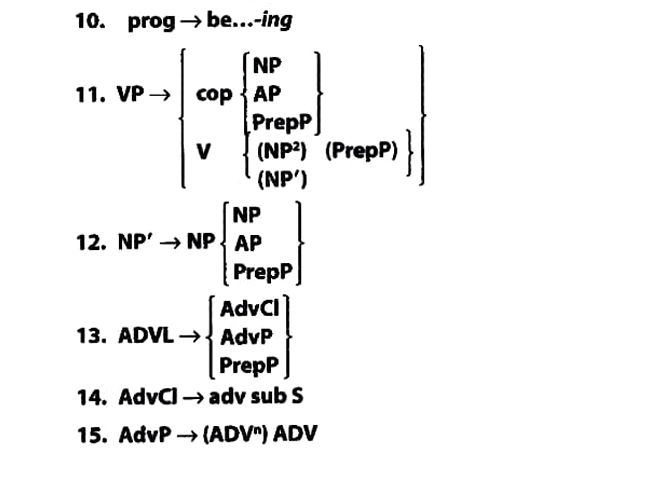 10. prog → be...-ing
NP
11. VP → cop AP
PrepP
V (NP²) (PrepP)
(NP′)
NP
12. NP′ → NP AP
PrepP
AdvCl
13. ADVL → AdvP
PrepP
14. AdvCl → adv sub S
15. AdvP → (ADVⁿ) ADV